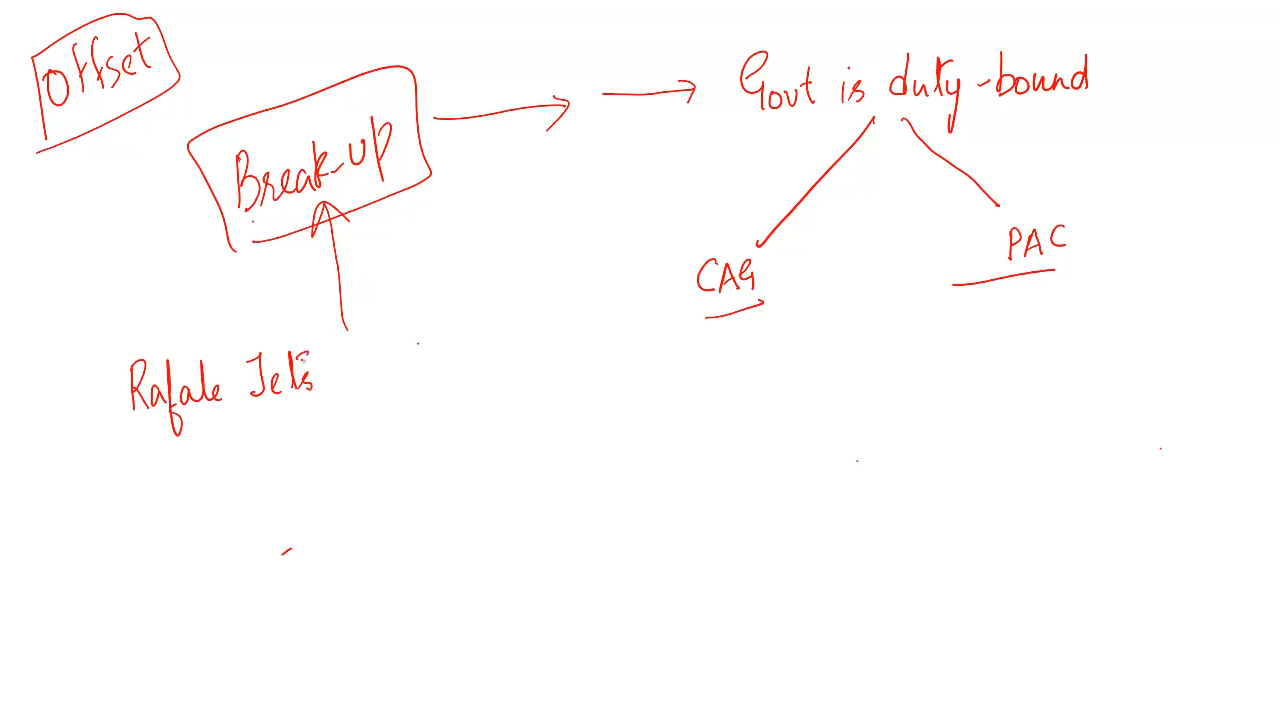 Offset
Break-up
Govt is duty-bound
CAG
PAC
Rafale Jets